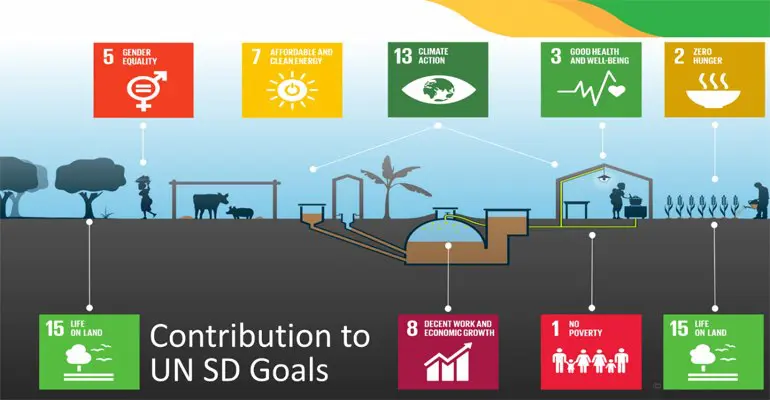 5 GENDER
EQUALITY
7 AFFORDABLE AND
CLEAN ENERGY
13 CLIMATE
ACTION
3 GOOD HEALTH
AND WELL-BEING
2 ZERO
HUNGER
15 LIFE
ON LAND
Contribution to
UN SD Goals
8 DECENT WORK AND
ECONOMIC GROWTH
1 NO
POVERTY
15 LIFE
ON LAND